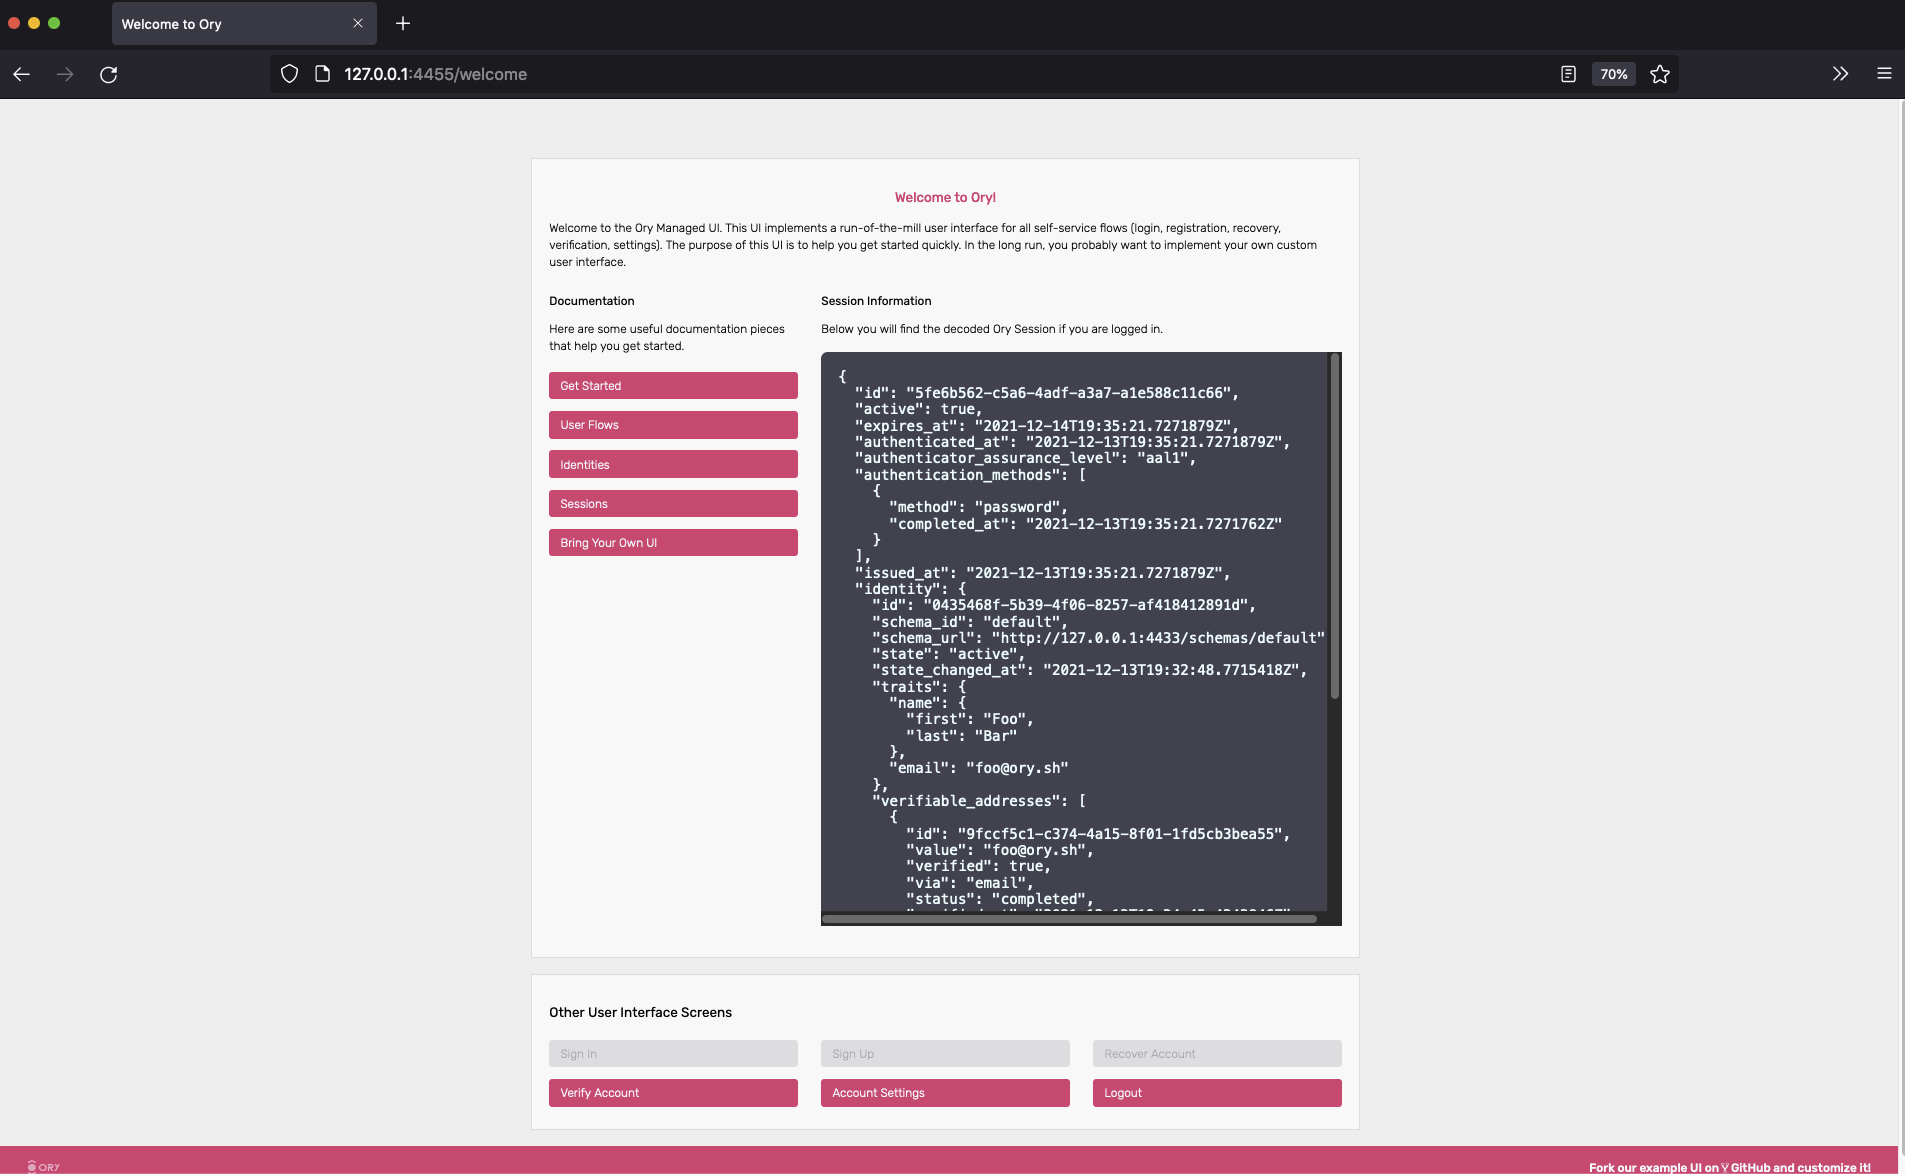 Welcome to Ory
127.0.0.1:4455/welcome
70%
Welcome to Ory!
Welcome to the Ory Managed UI. This UI implements a run-of-the-mill user interface for all self-service flows (login, registration, recovery,
verification, settings). The purpose of this UI is to help you get started quickly. In the long run, you probably want to implement your own custom
user interface.
Documentation
Here are some useful documentation pieces
that help you get started.
Get Started
User Flows
Identities
Sessions
Bring Your Own UI
Session Information
Below you will find the decoded Ory Session if you are logged in.
{
"id": "5fe6b562-c5a6-4adf-a3a7-a1e588c11c66",
"active": true,
"expires_at": "2021-12-14T19:35:21.7271879Z",
"authenticated_at": "2021-12-13T19:35:21.7271879Z",
"authenticator_assurance_level": "aal1",
"authentication_methods": [
{
"method": "password",
"completed_at": "2021-12-13T19:35:21.7271762Z"
}
],
"issued_at": "2021-12-13T19:35:21.7271879Z",
"identity": {
"id": "0435468f-5b39-4f06-8257-af418412891d",
"schema_id": "default",
"schema_url": "http://127.0.0.1:4433/schemas/default"
"state": "active",
"state_changed_at": "2021-12-13T19:32:48.7715418Z",
"traits": {
"name": {
"first": "Foo",
"last": "Bar"
},
"email": "foo@ory.sh"
},
"verifiable_addresses": [
{
"id": "9fccf5c1-c374-4a15-8f01-1fd5cb3bea55",
"value": "foo@ory.sh",
"verified": true,
"via": "email",
"status": "completed",
Other User Interface Screens
Sign In
Sign Up
Recover Account
Verify Account
Account Settings
Logout
ORY
Fork our example UI on GitHub and customize it!